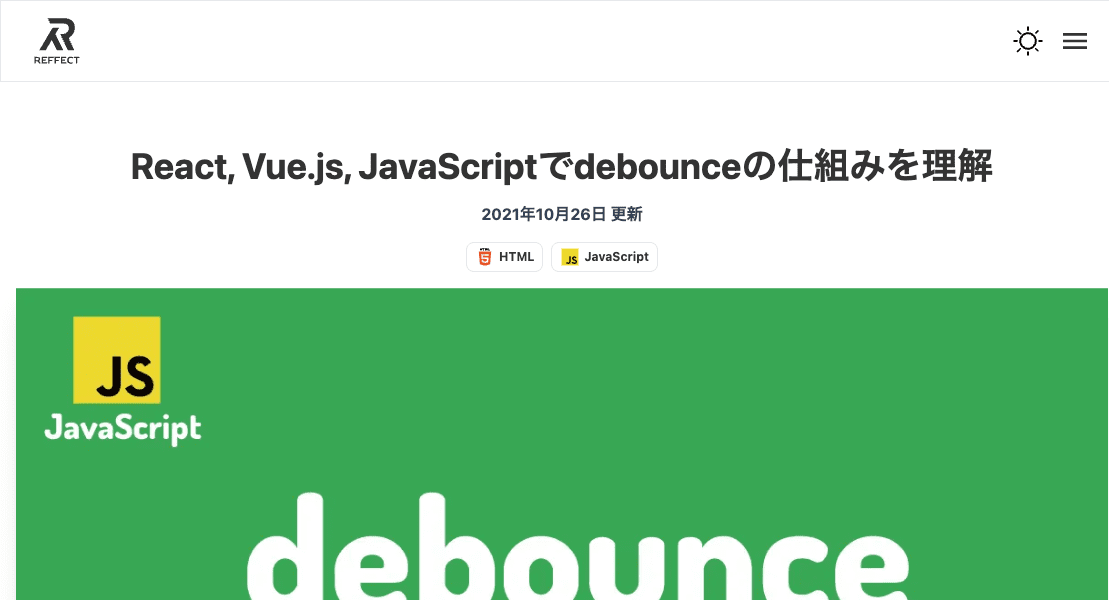 REFFECT
React, Vue.js, JavaScriptでdebounceの仕組みを理解
2021年10月26日 更新
HTML
JS JavaScript
JS
JavaScript
debounce